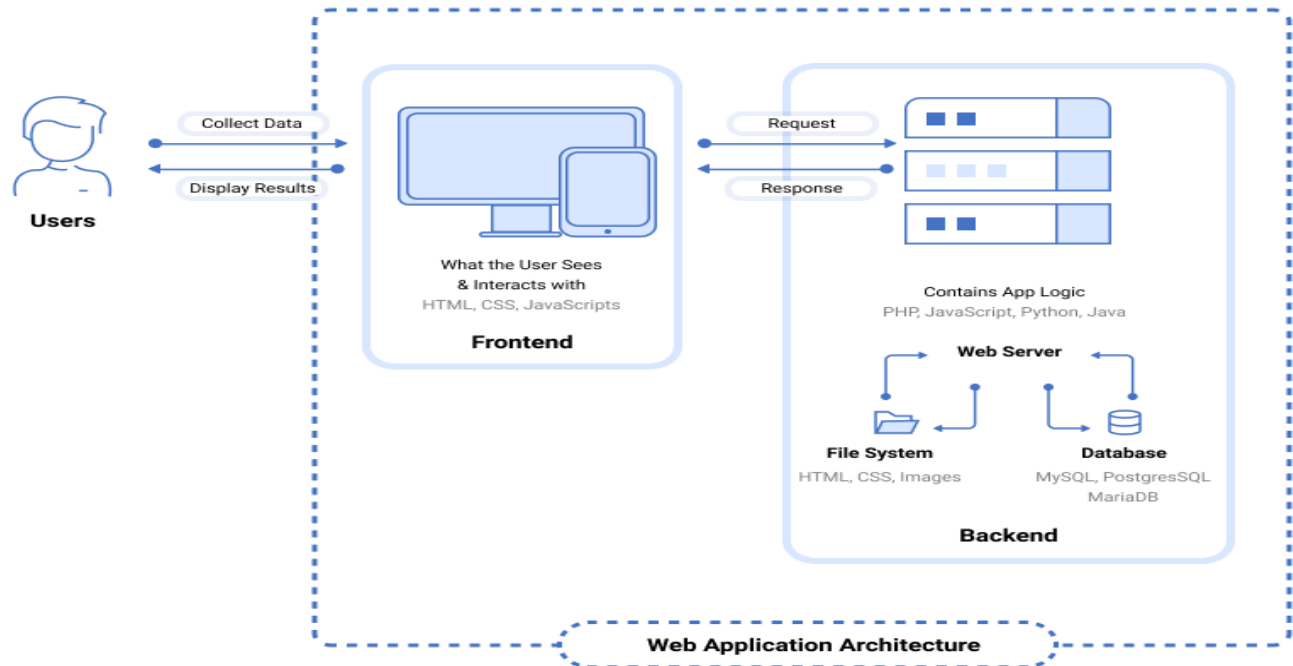 Collect Data
Display Results
Users
What the User Sees
& Interacts with
HTML, CSS, JavaScripts
Frontend
Request
Response
Contains App Logic
PHP, JavaScript, Python, Java
Web Server
File System
HTML, CSS, Images
Database
MySQL, PostgresSQL
MariaDB
Backend
Web Application Architecture